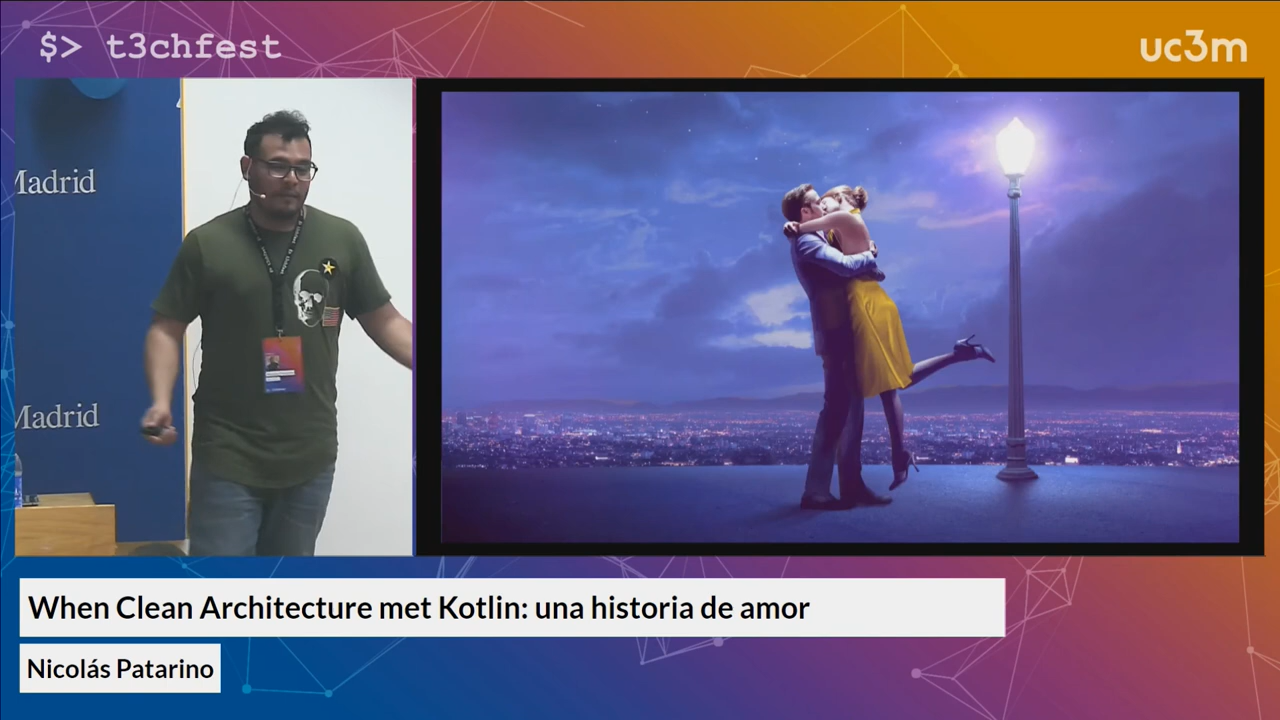 $> t3chfest
uc3m
Madrid
Madrid
When Clean Architecture met Kotlin: una historia de amor
Nicolás Patarino